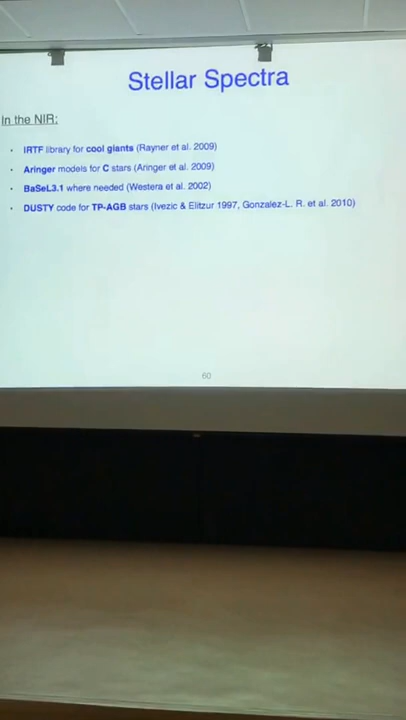 Stellar Spectra
In the NIR:
• IRTF library for cool giants (Rayner et al. 2009)
• Aringer models for C stars (Aringer et al. 2009)
• BaSeL3.1 where needed (Westera et al. 2002)
• DUSTY code for TP-AGB stars (Ivezic & Elitzur 1997, Gonzalez-L. R. et al. 2010)
60